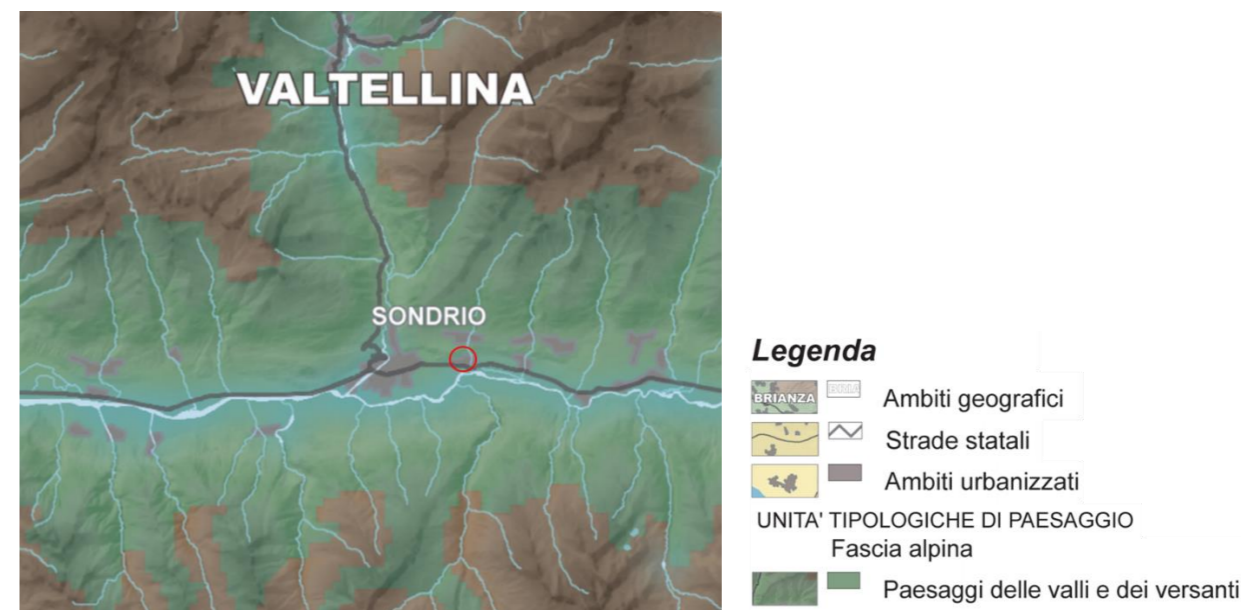 VALTELLINA
SONDRIO
Legenda
BRIANZA
Ambiti geografici
Strade statali
Ambiti urbanizzati
UNITA' TIPOLOGICHE DI PAESAGGIO
Fascia alpina
Paesaggi delle valli e dei versanti